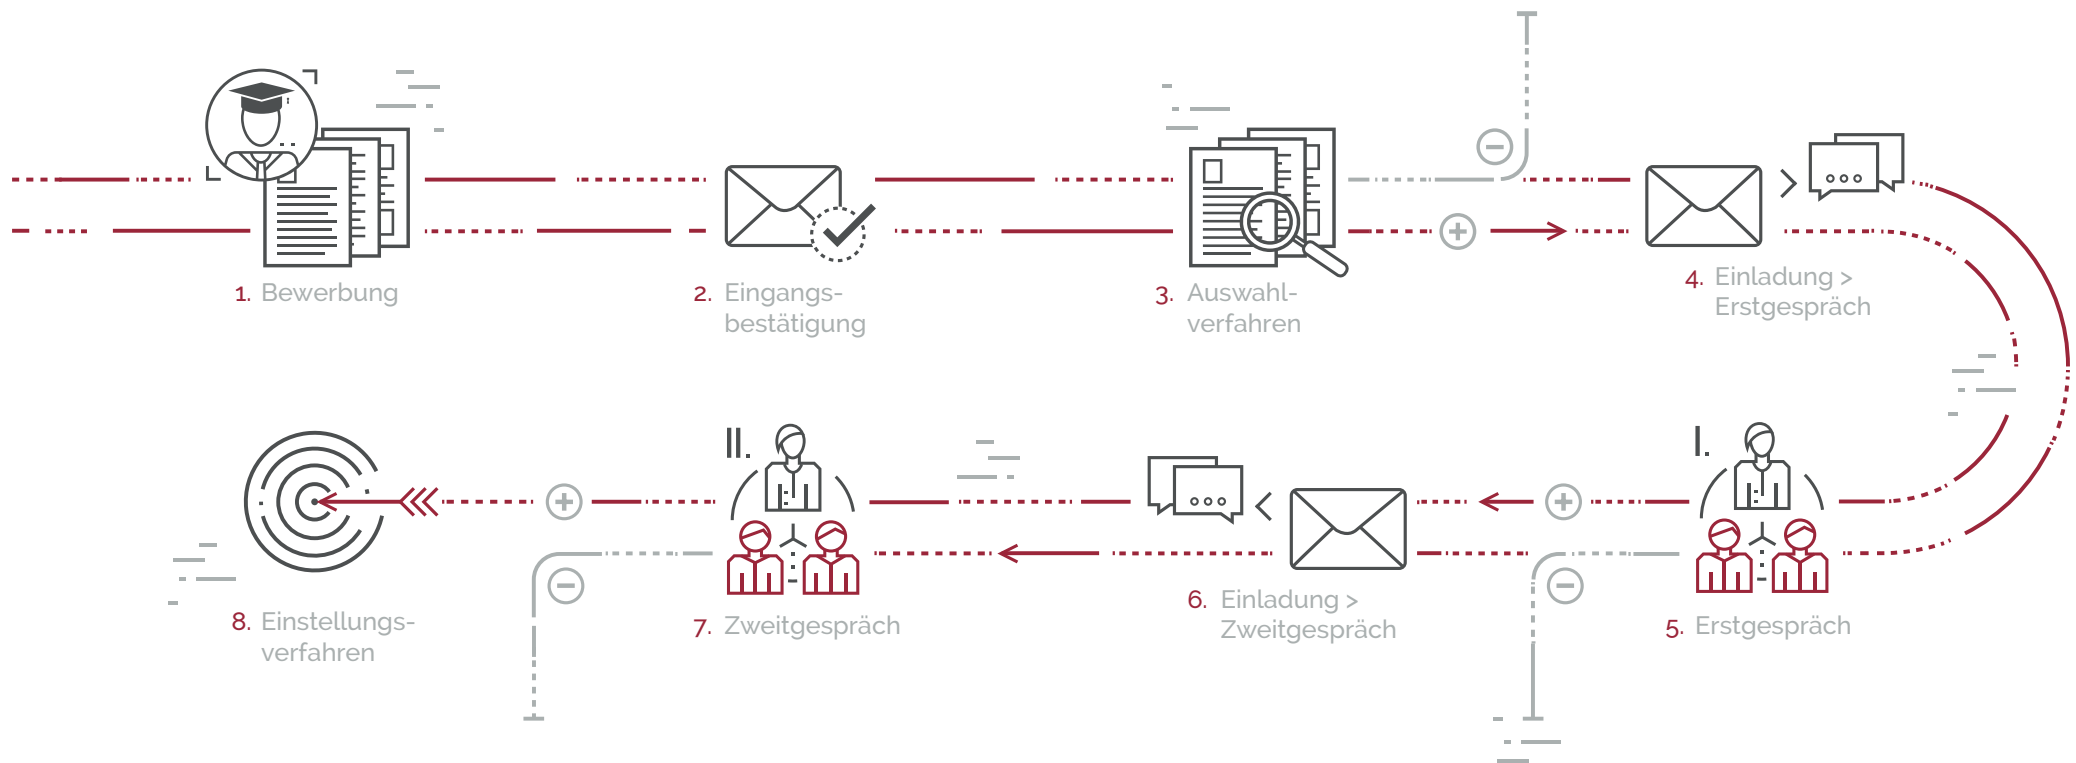 1. Bewerbung
2. Eingangs-
bestätigung
3. Auswahl-
verfahren
4. Einladung >
Erstgespräch
I.
5. Erstgespräch
6. Einladung >
Zweitgespräch
II.
7. Zweitgespräch
8. Einstellungs-
verfahren